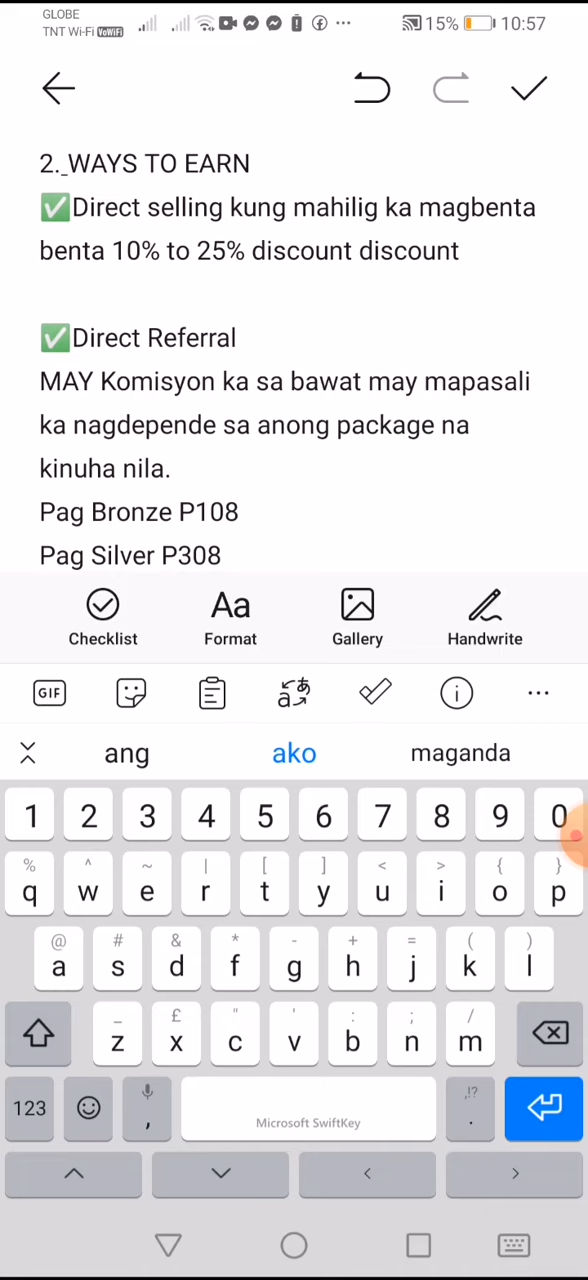 GLOBE
TNT Wi-Fi VoWiFi
15% 10:57
2. WAYS TO EARN
✅Direct selling kung mahilig ka magbenta
benta 10% to 25% discount discount
✅Direct Referral
MAY Komisyon ka sa bawat may mapasali
ka nagdepende sa anong package na
kinuha nila.
Pag Bronze P108
Pag Silver P308
Checklist Format Gallery Handwrite
Aa
GIF
ang ako maganda
1 2 3 4 5 6 7 8 9 0
% ^ ~ | [ ] < > { }
q w e r t y u i o p
@ # & * - + = ( )
a s d f g h j k l
_ £ " ' : ; /
z x c v b n m
123 , Microsoft SwiftKey ,!? .